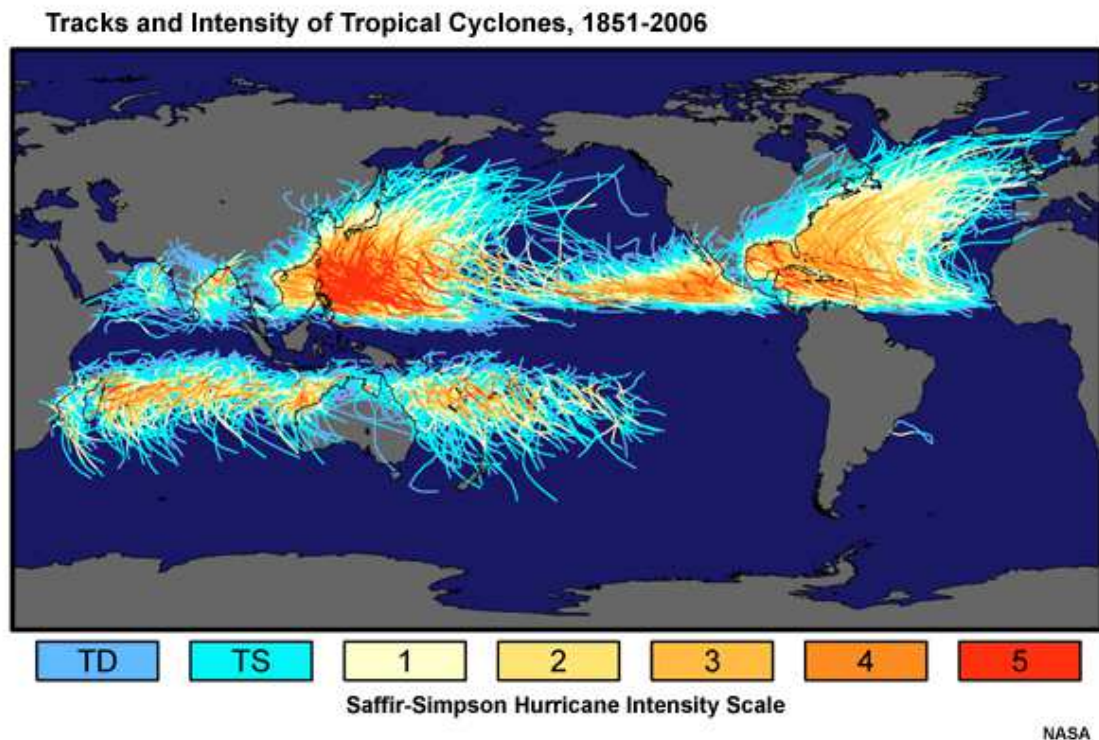 Tracks and Intensity of Tropical Cyclones, 1851-2006
TD TS 1 2 3 4 5
Saffir-Simpson Hurricane Intensity Scale
NASA